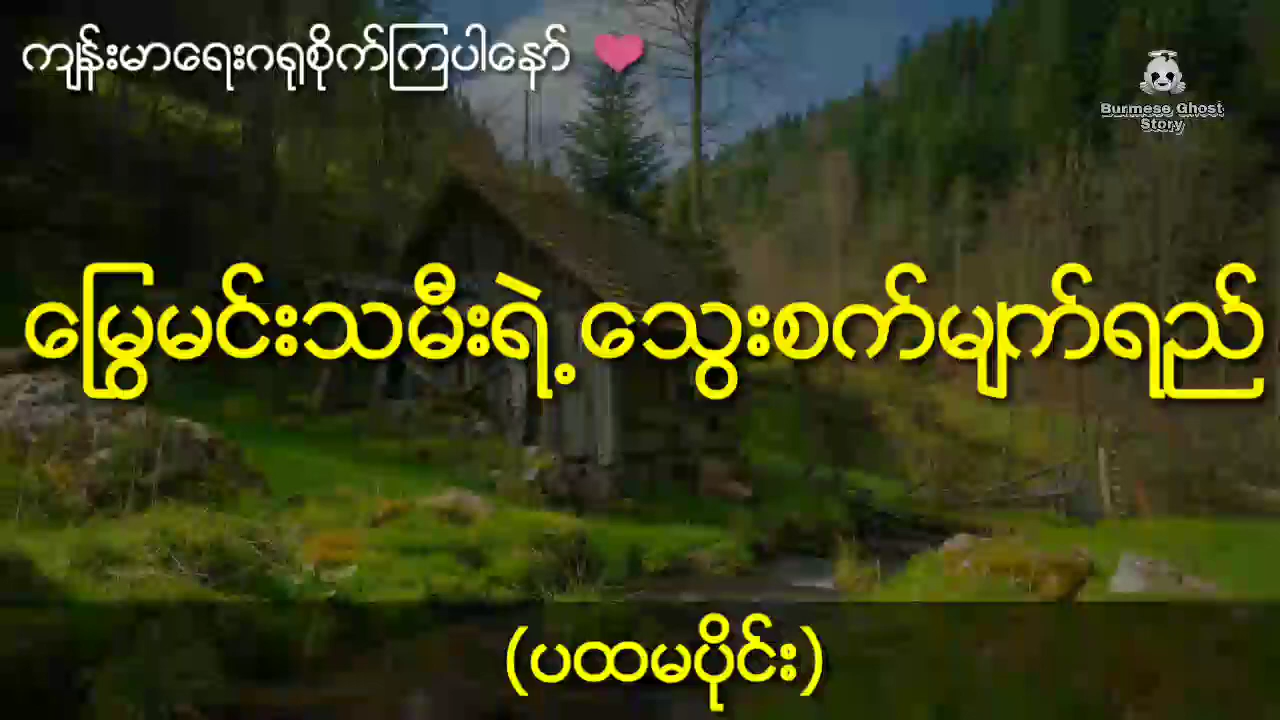 ကျန်းမာရေးဂရုစိုက်ကြပါနော် ❤
Burmese Ghost
Story
မြွေမင်းသမီးရဲ့သွေးစက်မျက်ရည်
(ပထမပိုင်း)